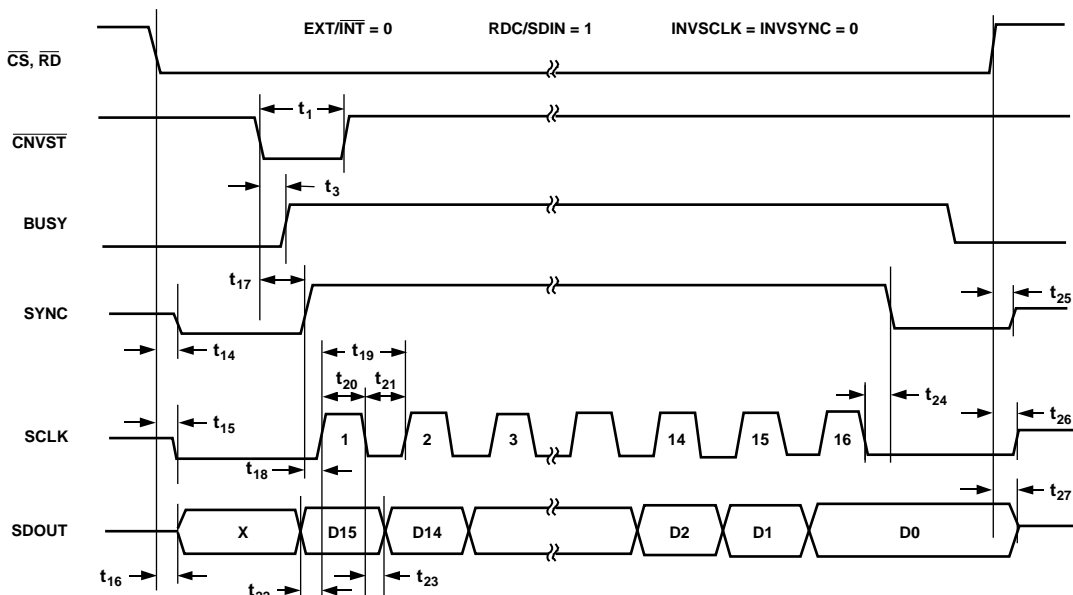 EXT/INT = 0 RDC/SDIN = 1 INVSCLK = INVSYNC = 0
CS, RD
t1
CNVST
t3
BUSY
t17
SYNC
t25
t14
t19
t20 t21
t24
t15
t26
SCLK
1 2 3 14 15 16
t18
t27
SDOUT
X D15 D14 D2 D1 D0
t16
t23